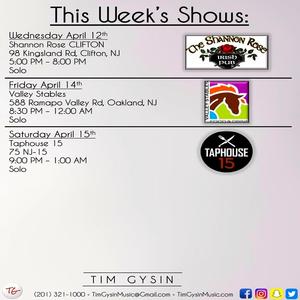 This Week's Shows:
Wednesday April 12th
Shannon Rose CLIFTON
98 Kingsland Rd, Clifton, NJ
5:00 PM - 8:00 PM
Solo
The Shannon Rose
IRISH PUB
Friday April 14th
Valley Stables
588 Ramapo Valley Rd, Oakland, NJ
8:30 PM - 12:00 AM
Solo
Saturday April 15th
Taphouse 15
75 NJ-15
9:00 PM - 1:00 AM
Solo
TAPHOUSE
15
TIM GYSIN
TG
(201) 321-1000 - TimGysinMusic@Gmail.com - TimGysinMusic.com